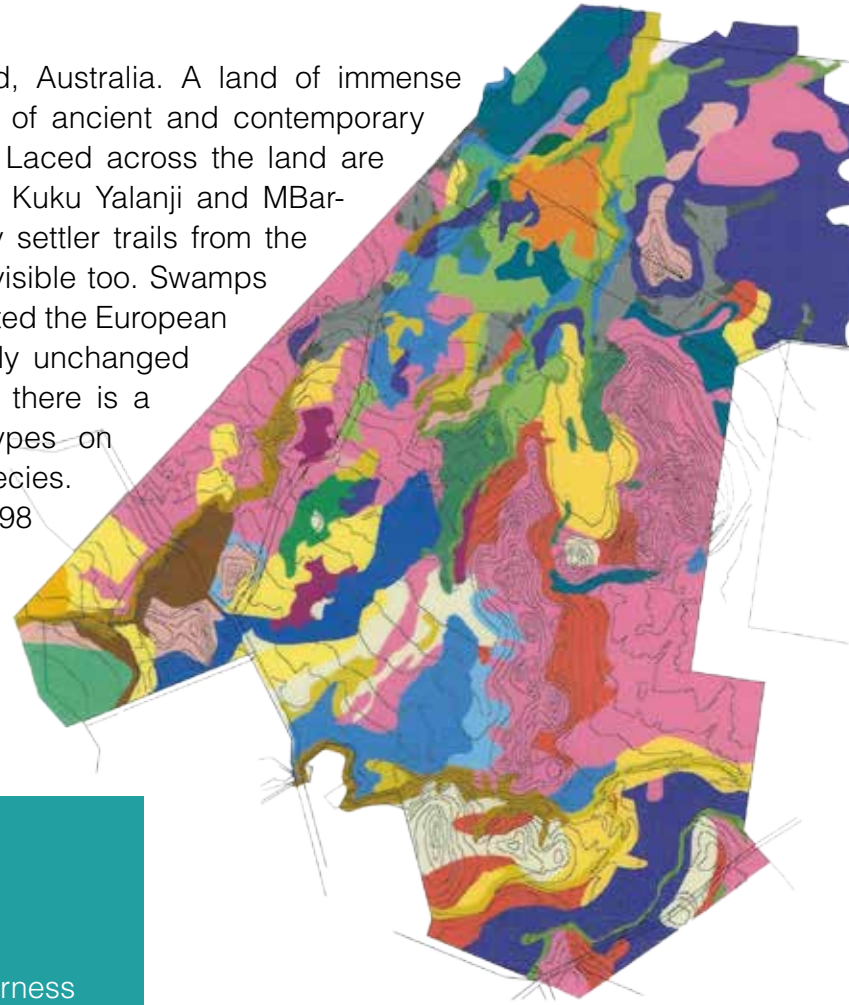 d, Australia. A land of immense
of ancient and contemporary
Laced across the land are
Kuku Yalanji and MBar-
y settler trails from the
visible too. Swamps
ted the European
ly unchanged
there is a
ypes on
ecies.
98
erness